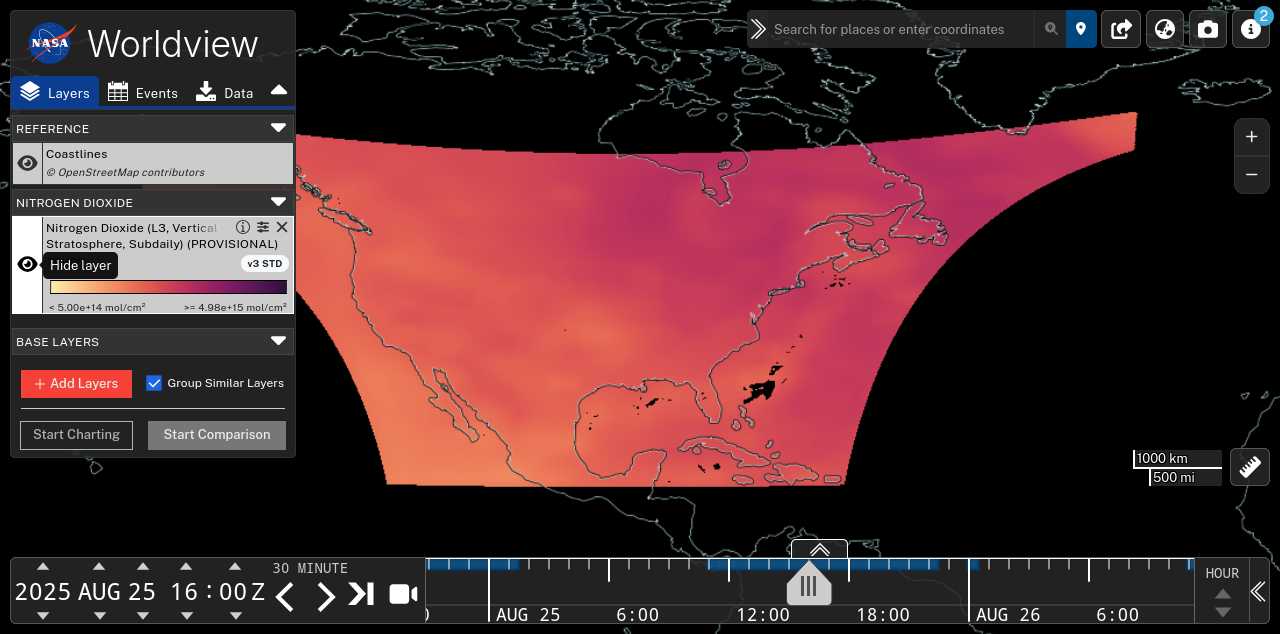 NASA Worldview
Search for places or enter coordinates
2
Layers Events Data
REFERENCE
Coastlines
© OpenStreetMap contributors
NITROGEN DIOXIDE
Nitrogen Dioxide (L3, Vertical
Stratosphere, Subdaily) (PROVISIONAL)
Hide layer
v3 STD
< 5.00e+14 mol/cm² >= 4.98e+15 mol/cm²
BASE LAYERS
+ Add Layers Group Similar Layers
Start Charting Start Comparison
+
−
1000 km
500 mi
2025 AUG 25 16 : 00 Z
30 MINUTE
AUG 25 6:00 12:00 18:00 AUG 26 6:00
HOUR